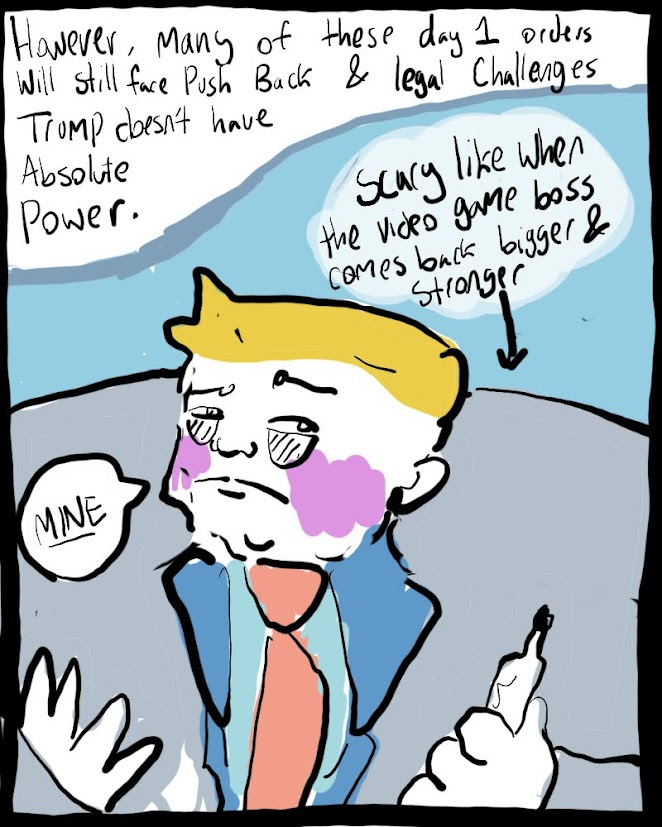 However, Many of these day 1 orders
Will still face Push Back & legal Challenges
Trump doesn't have
Absolute
Power.
Scary like when
the video game boss
comes back bigger &
stronger
MINE